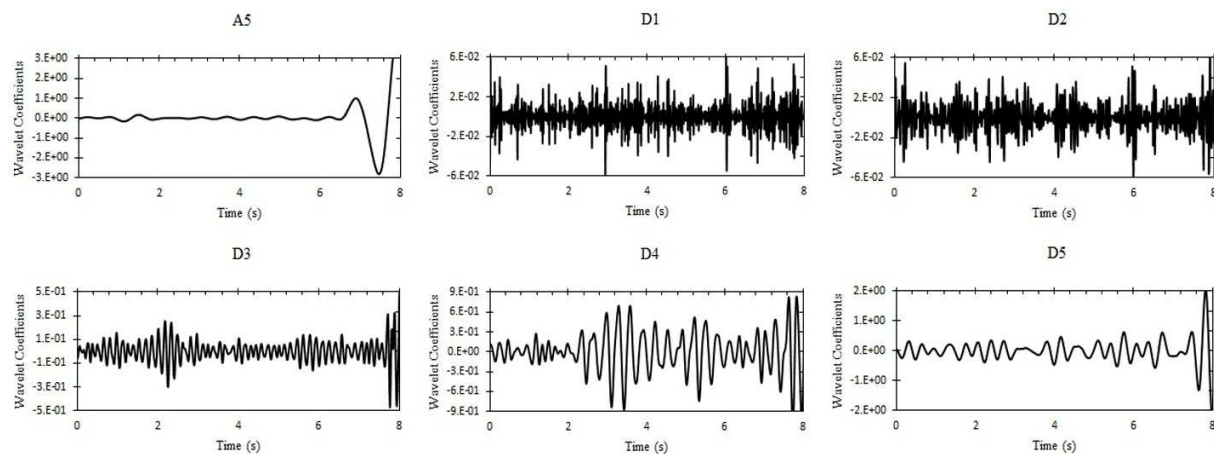 A5
D1
D2
Wavelet Coefficients
3.E+00
2.E+00
1.E+00
0.E+00
-1.E+00
-2.E+00
-3.E+00
0 2 4 6 8
Time (s)
Wavelet Coefficients
6.E-02
2.E-02
-2.E-02
-6.E-02
0 2 4 6 8
Time (s)
Wavelet Coefficients
6.E-02
2.E-02
-2.E-02
-6.E-02
0 2 4 6 8
Time (s)
D3
D4
D5
Wavelet Coefficients
5.E-01
3.E-01
1.E-01
-1.E-01
-3.E-01
-5.E-01
0 2 4 6 8
Time (s)
Wavelet Coefficients
9.E-01
6.E-01
3.E-01
0.E+00
-3.E-01
-6.E-01
-9.E-01
0 2 4 6 8
Time (s)
Wavelet Coefficients
2.E+00
1.E+00
0.E+00
-1.E+00
-2.E+00
0 2 4 6 8
Time (s)